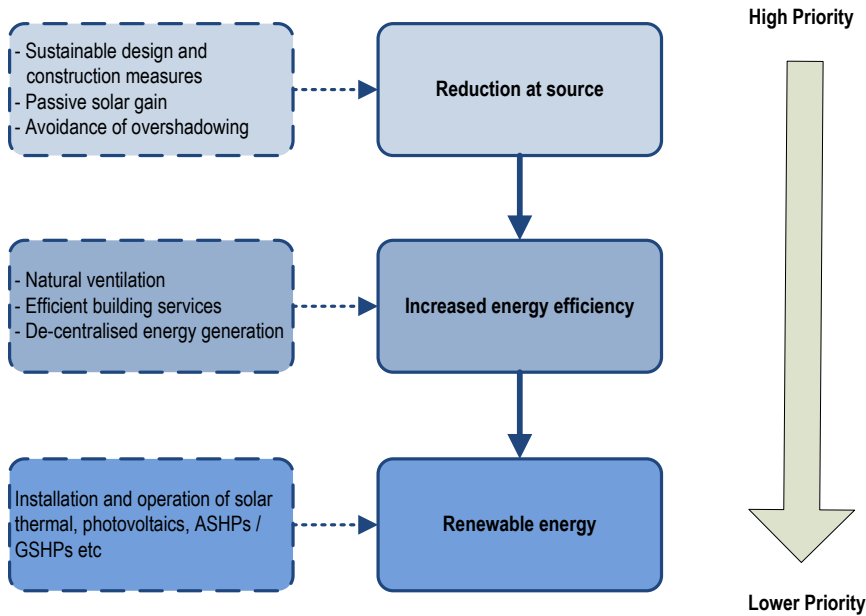 High Priority
- Sustainable design and
construction measures
- Passive solar gain
- Avoidance of overshadowing
Reduction at source
- Natural ventilation
- Efficient building services
- De-centralised energy generation
Increased energy efficiency
Installation and operation of solar
thermal, photovoltaics, ASHPs /
GSHPs etc
Renewable energy
Lower Priority